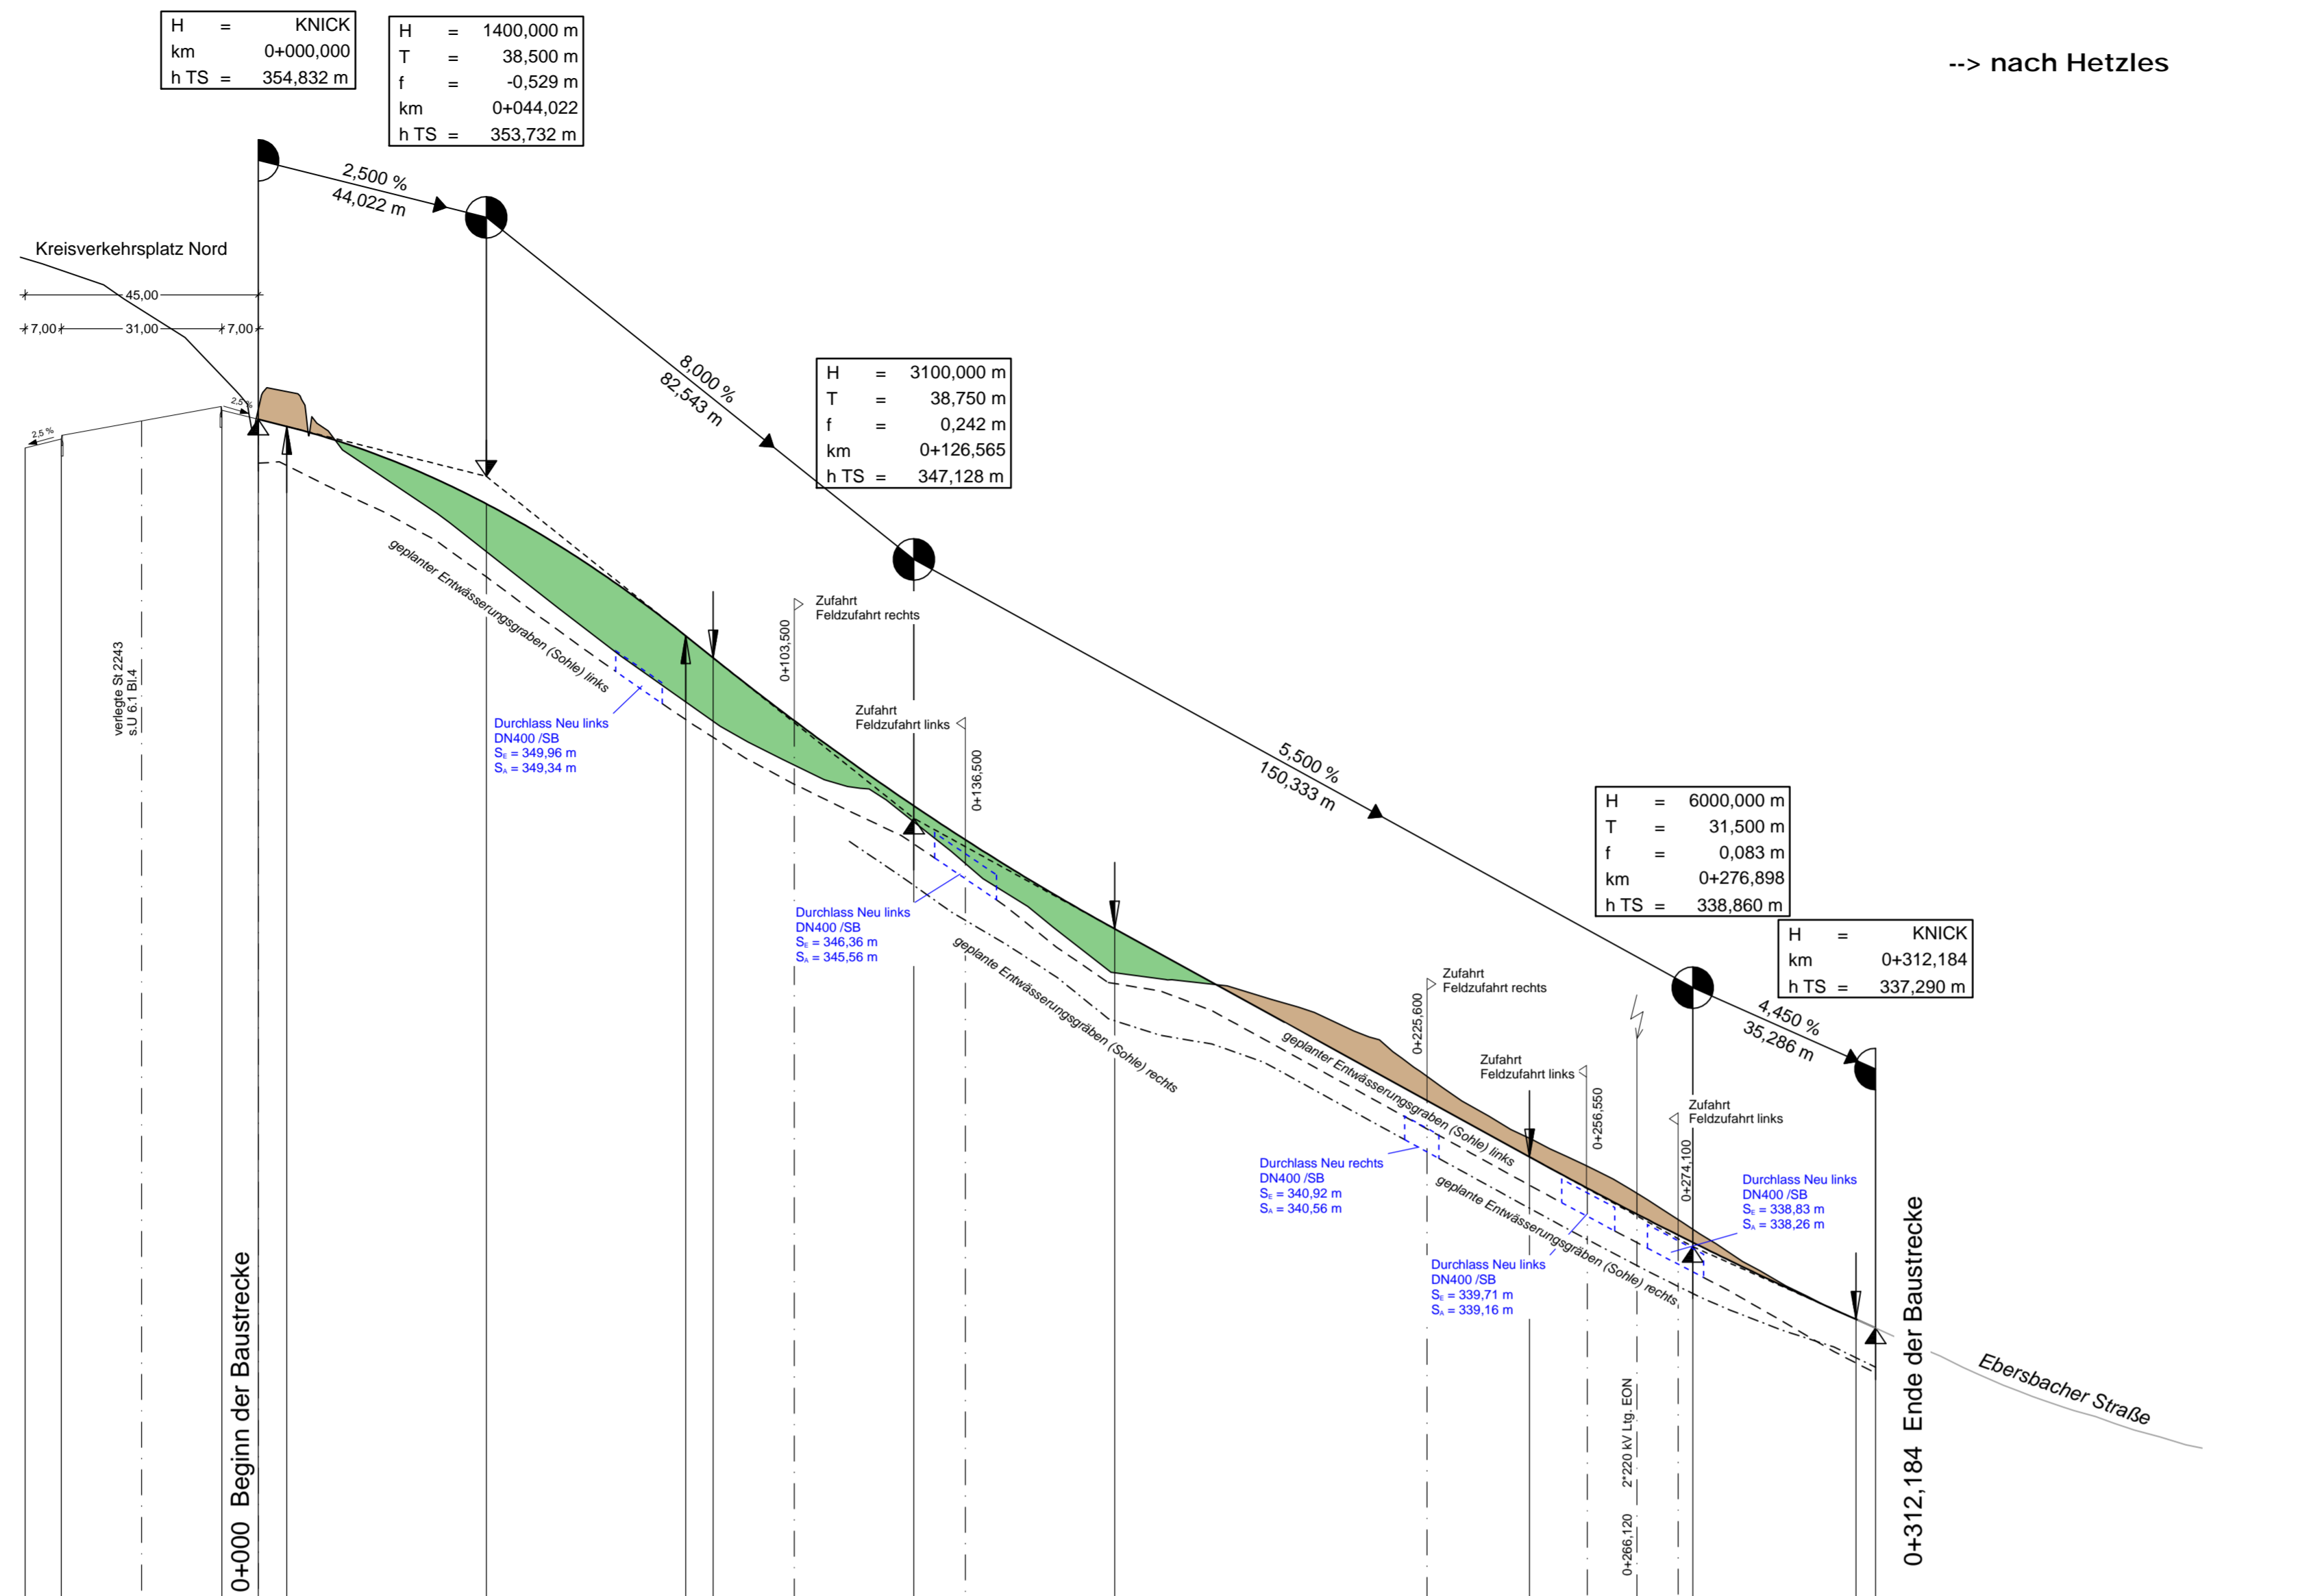 H = KNICK
km 0+000,000
h TS = 354,832 m
H = 1400,000 m
T = 38,500 m
f = -0,529 m
km 0+044,022
h TS = 353,732 m
--> nach Hetzles
2,500 %
44,022 m
Kreisverkehrsplatz Nord
45,00
7,00 31,00 7,00
2,5 %
2,5 %
8,000 %
82,543 m
H = 3100,000 m
T = 38,750 m
f = 0,242 m
km 0+126,565
h TS = 347,128 m
geplanter Entwässerungsgraben (Sohle) links
verlegte St 2243
s.U 6.1 Bl.4
Durchlass Neu links
DN400 /SB
SE = 349,96 m
SA = 349,34 m
0+103,500
Zufahrt
Feldzufahrt rechts
Zufahrt
Feldzufahrt links
0+136,500
5,500 %
150,333 m
Durchlass Neu links
DN400 /SB
SE = 346,36 m
SA = 345,56 m
geplante Entwässerungsgräben (Sohle) rechts
H = 6000,000 m
T = 31,500 m
f = 0,083 m
km 0+276,898
h TS = 338,860 m
H = KNICK
km 0+312,184
h TS = 337,290 m
4,450 %
35,286 m
geplanter Entwässerungsgraben (Sohle) links
0+225,600
Zufahrt
Feldzufahrt rechts
Zufahrt
Feldzufahrt links
0+256,550
Zufahrt
Feldzufahrt links
0+274,100
Durchlass Neu rechts
DN400 /SB
SE = 340,92 m
SA = 340,56 m
geplante Entwässerungsgräben (Sohle) rechts
Durchlass Neu links
DN400 /SB
SE = 339,71 m
SA = 339,16 m
Durchlass Neu links
DN400 /SB
SE = 338,83 m
SA = 338,26 m
0+266,120 2*220 kV Ltg. EON
0+000 Beginn der Baustrecke
0+312,184 Ende der Baustrecke
Ebersbacher Straße